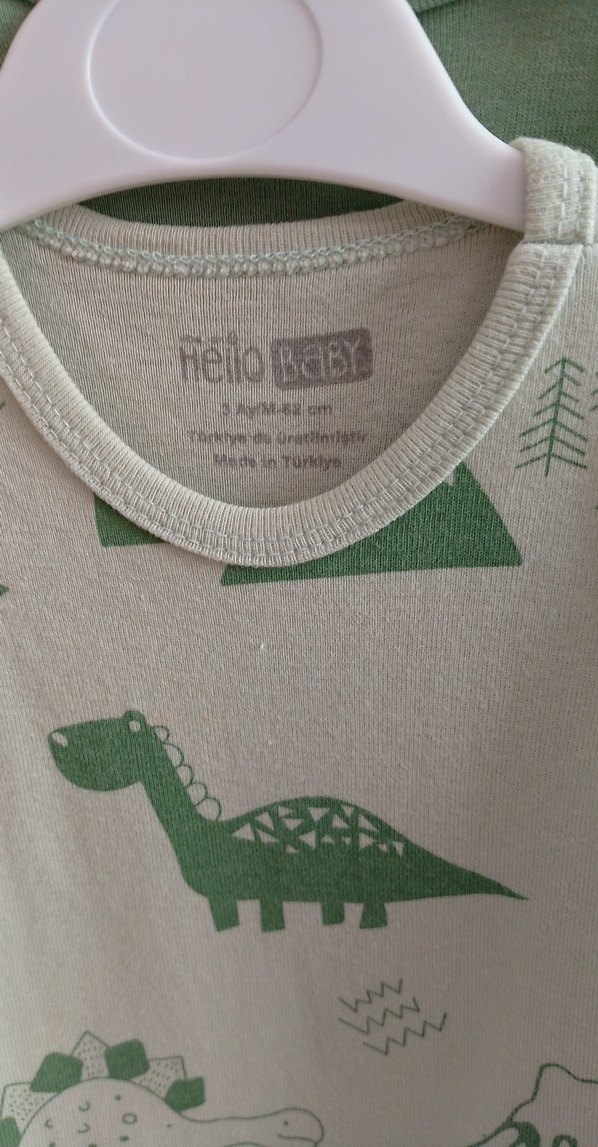 Hello BABY
3 Ay/M 62 cm
Türkiye'de üretilmiştir
Made in Türkiye